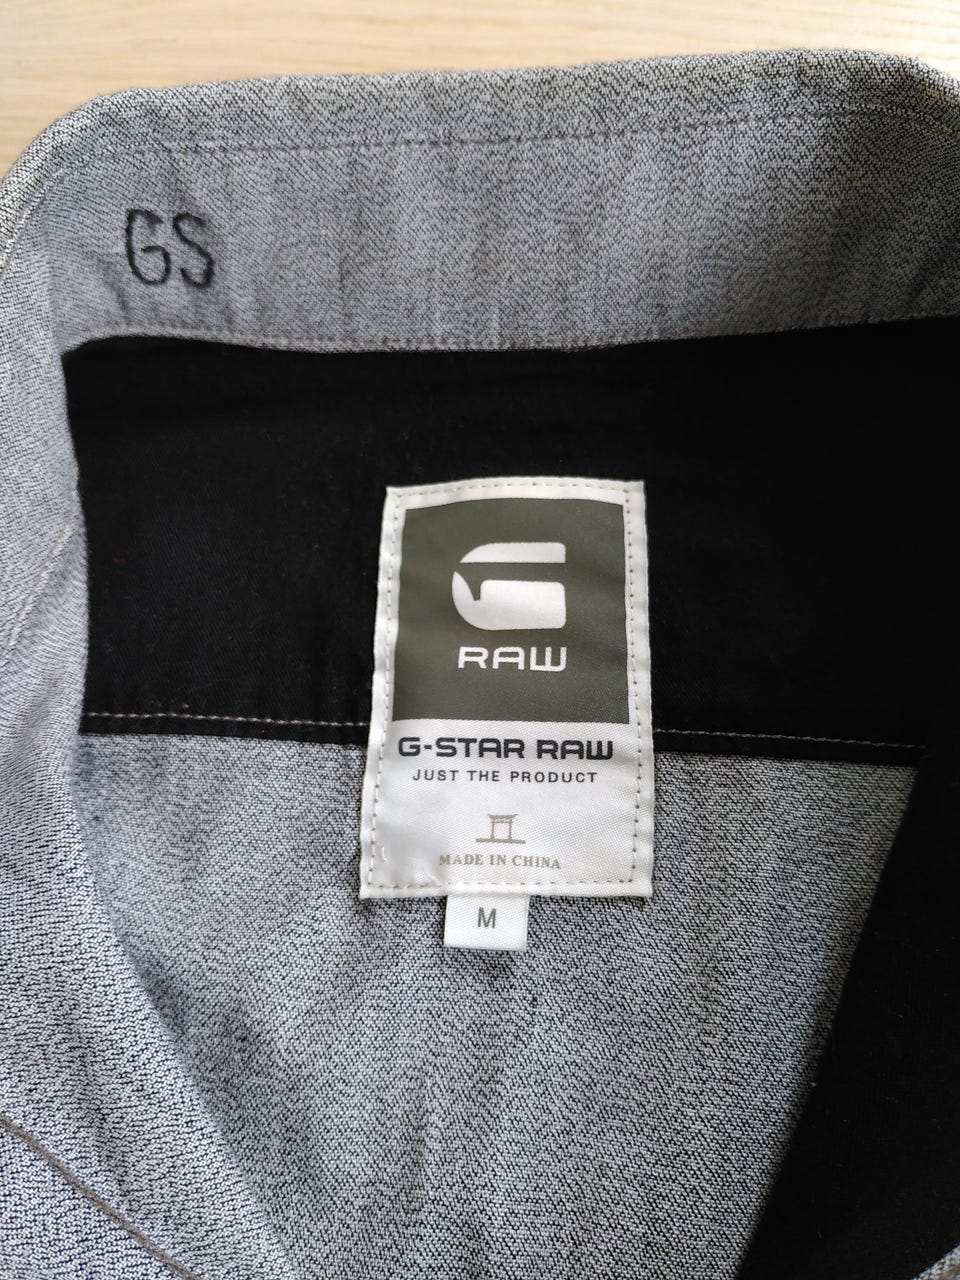 GS
RAW
G-STAR RAW
JUST THE PRODUCT
MADE IN CHINA
M